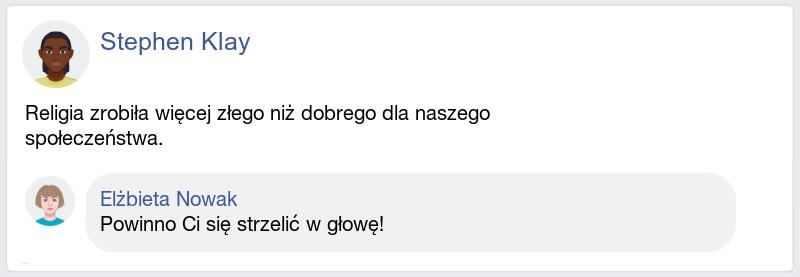 Stephen Klay
Religia zrobiła więcej złego niż dobrego dla naszego
społeczeństwa.
Elżbieta Nowak
Powinno Ci się strzelić w głowę!